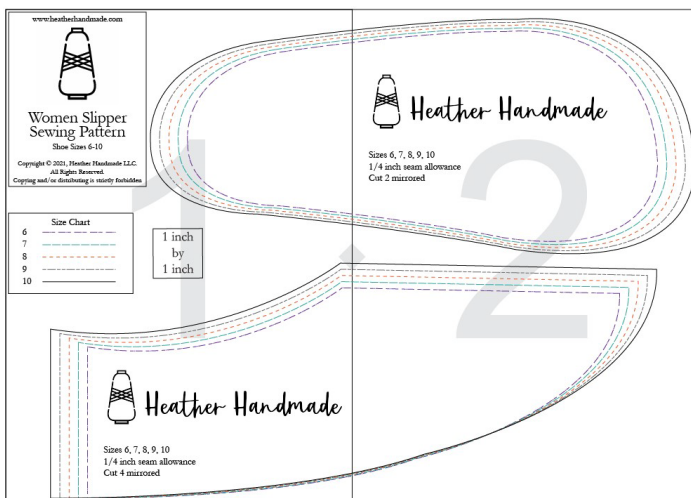 www.heatherhandmade.com
Women Slipper
Sewing Pattern
Shoe Sizes 6-10
Copyright © 2021, Heather Handmade LLC.
All Rights Reserved.
Copying and/or distributing is strictly forbidden
Size Chart
6
7
8
9
10
1 inch
by
1 inch
1
2
Heather Handmade
Sizes 6, 7, 8, 9, 10
1/4 inch seam allowance
Cut 2 mirrored
Heather Handmade
Sizes 6, 7, 8, 9, 10
1/4 inch seam allowance
Cut 4 mirrored